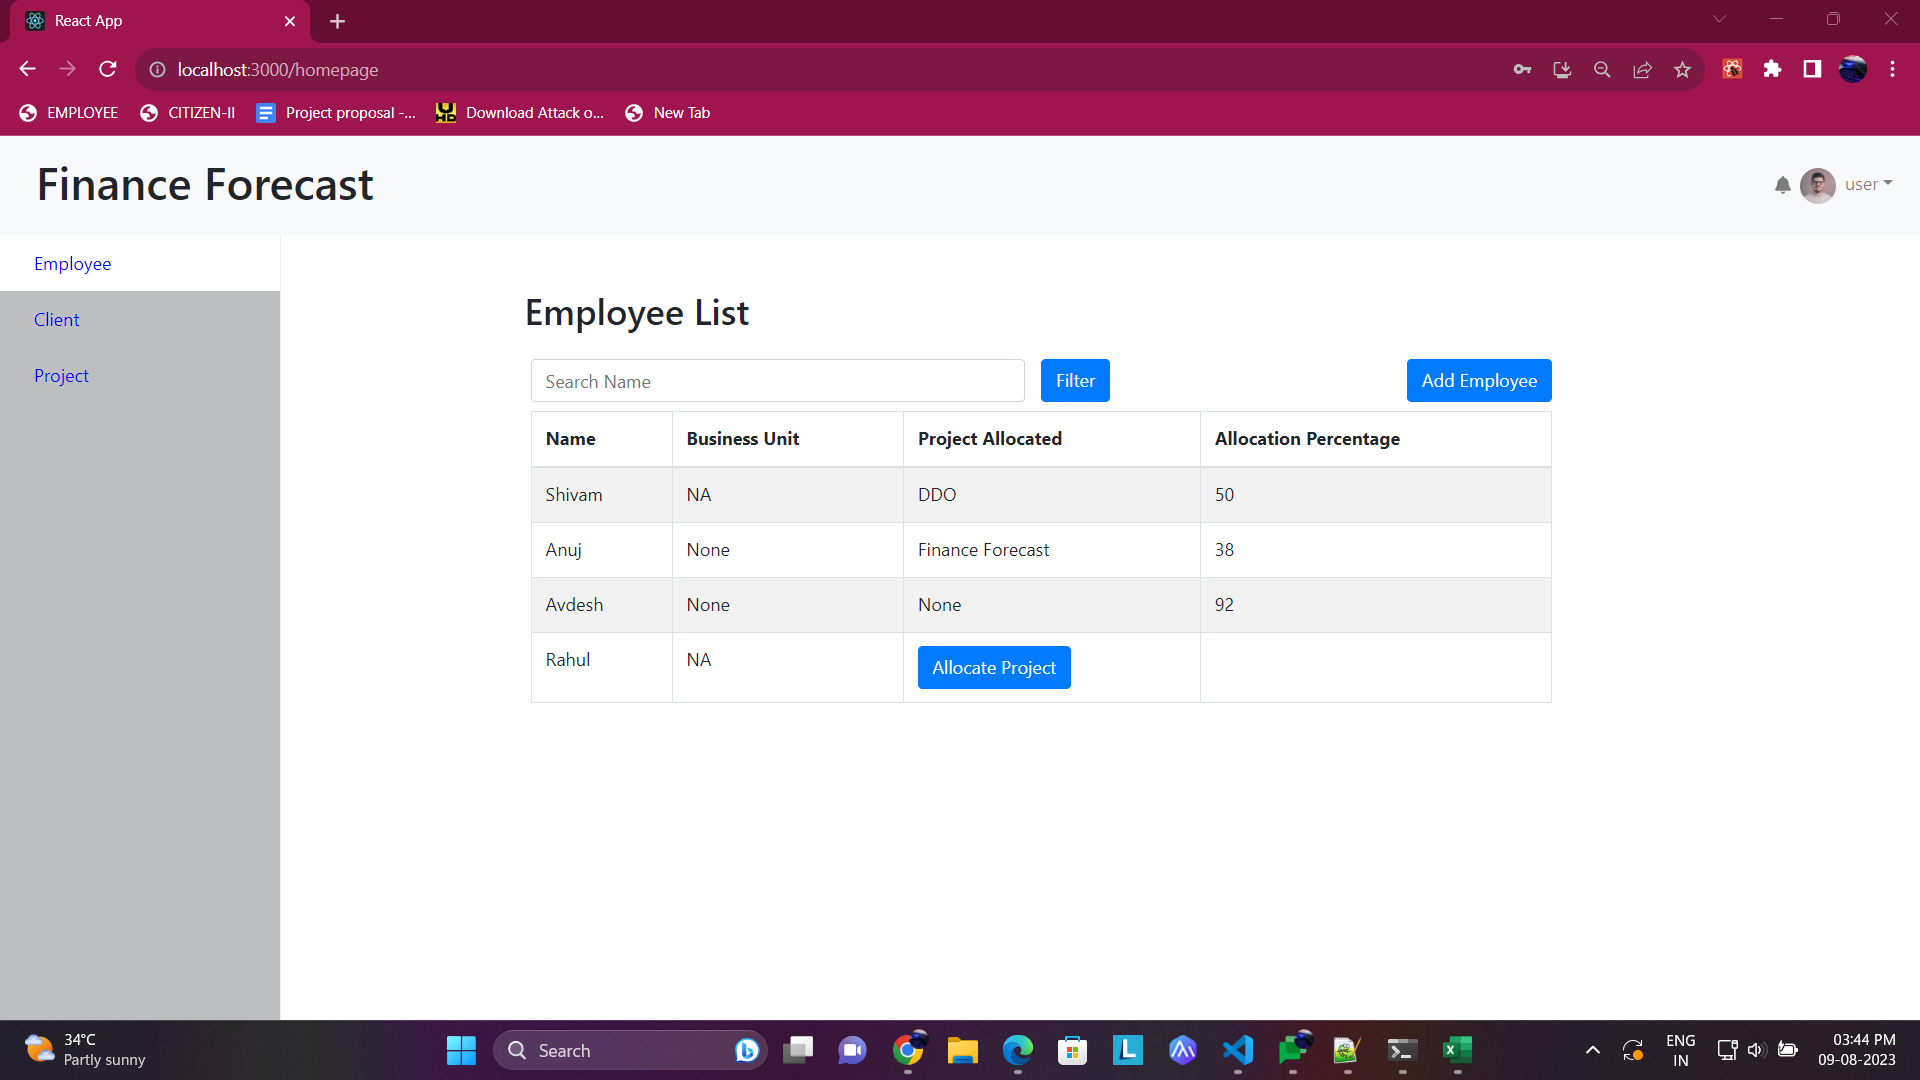 React App
localhost:3000/homepage
EMPLOYEE CITIZEN-II Project proposal -... Download Attack o... New Tab
Finance Forecast
user
Employee
Client
Project
Employee List
Search Name Filter Add Employee
Name Business Unit Project Allocated Allocation Percentage
Shivam NA DDO 50
Anuj None Finance Forecast 38
Avdesh None None 92
Rahul NA Allocate Project
34°C
Partly sunny
Search
ENG
IN
03:44 PM
09-08-2023